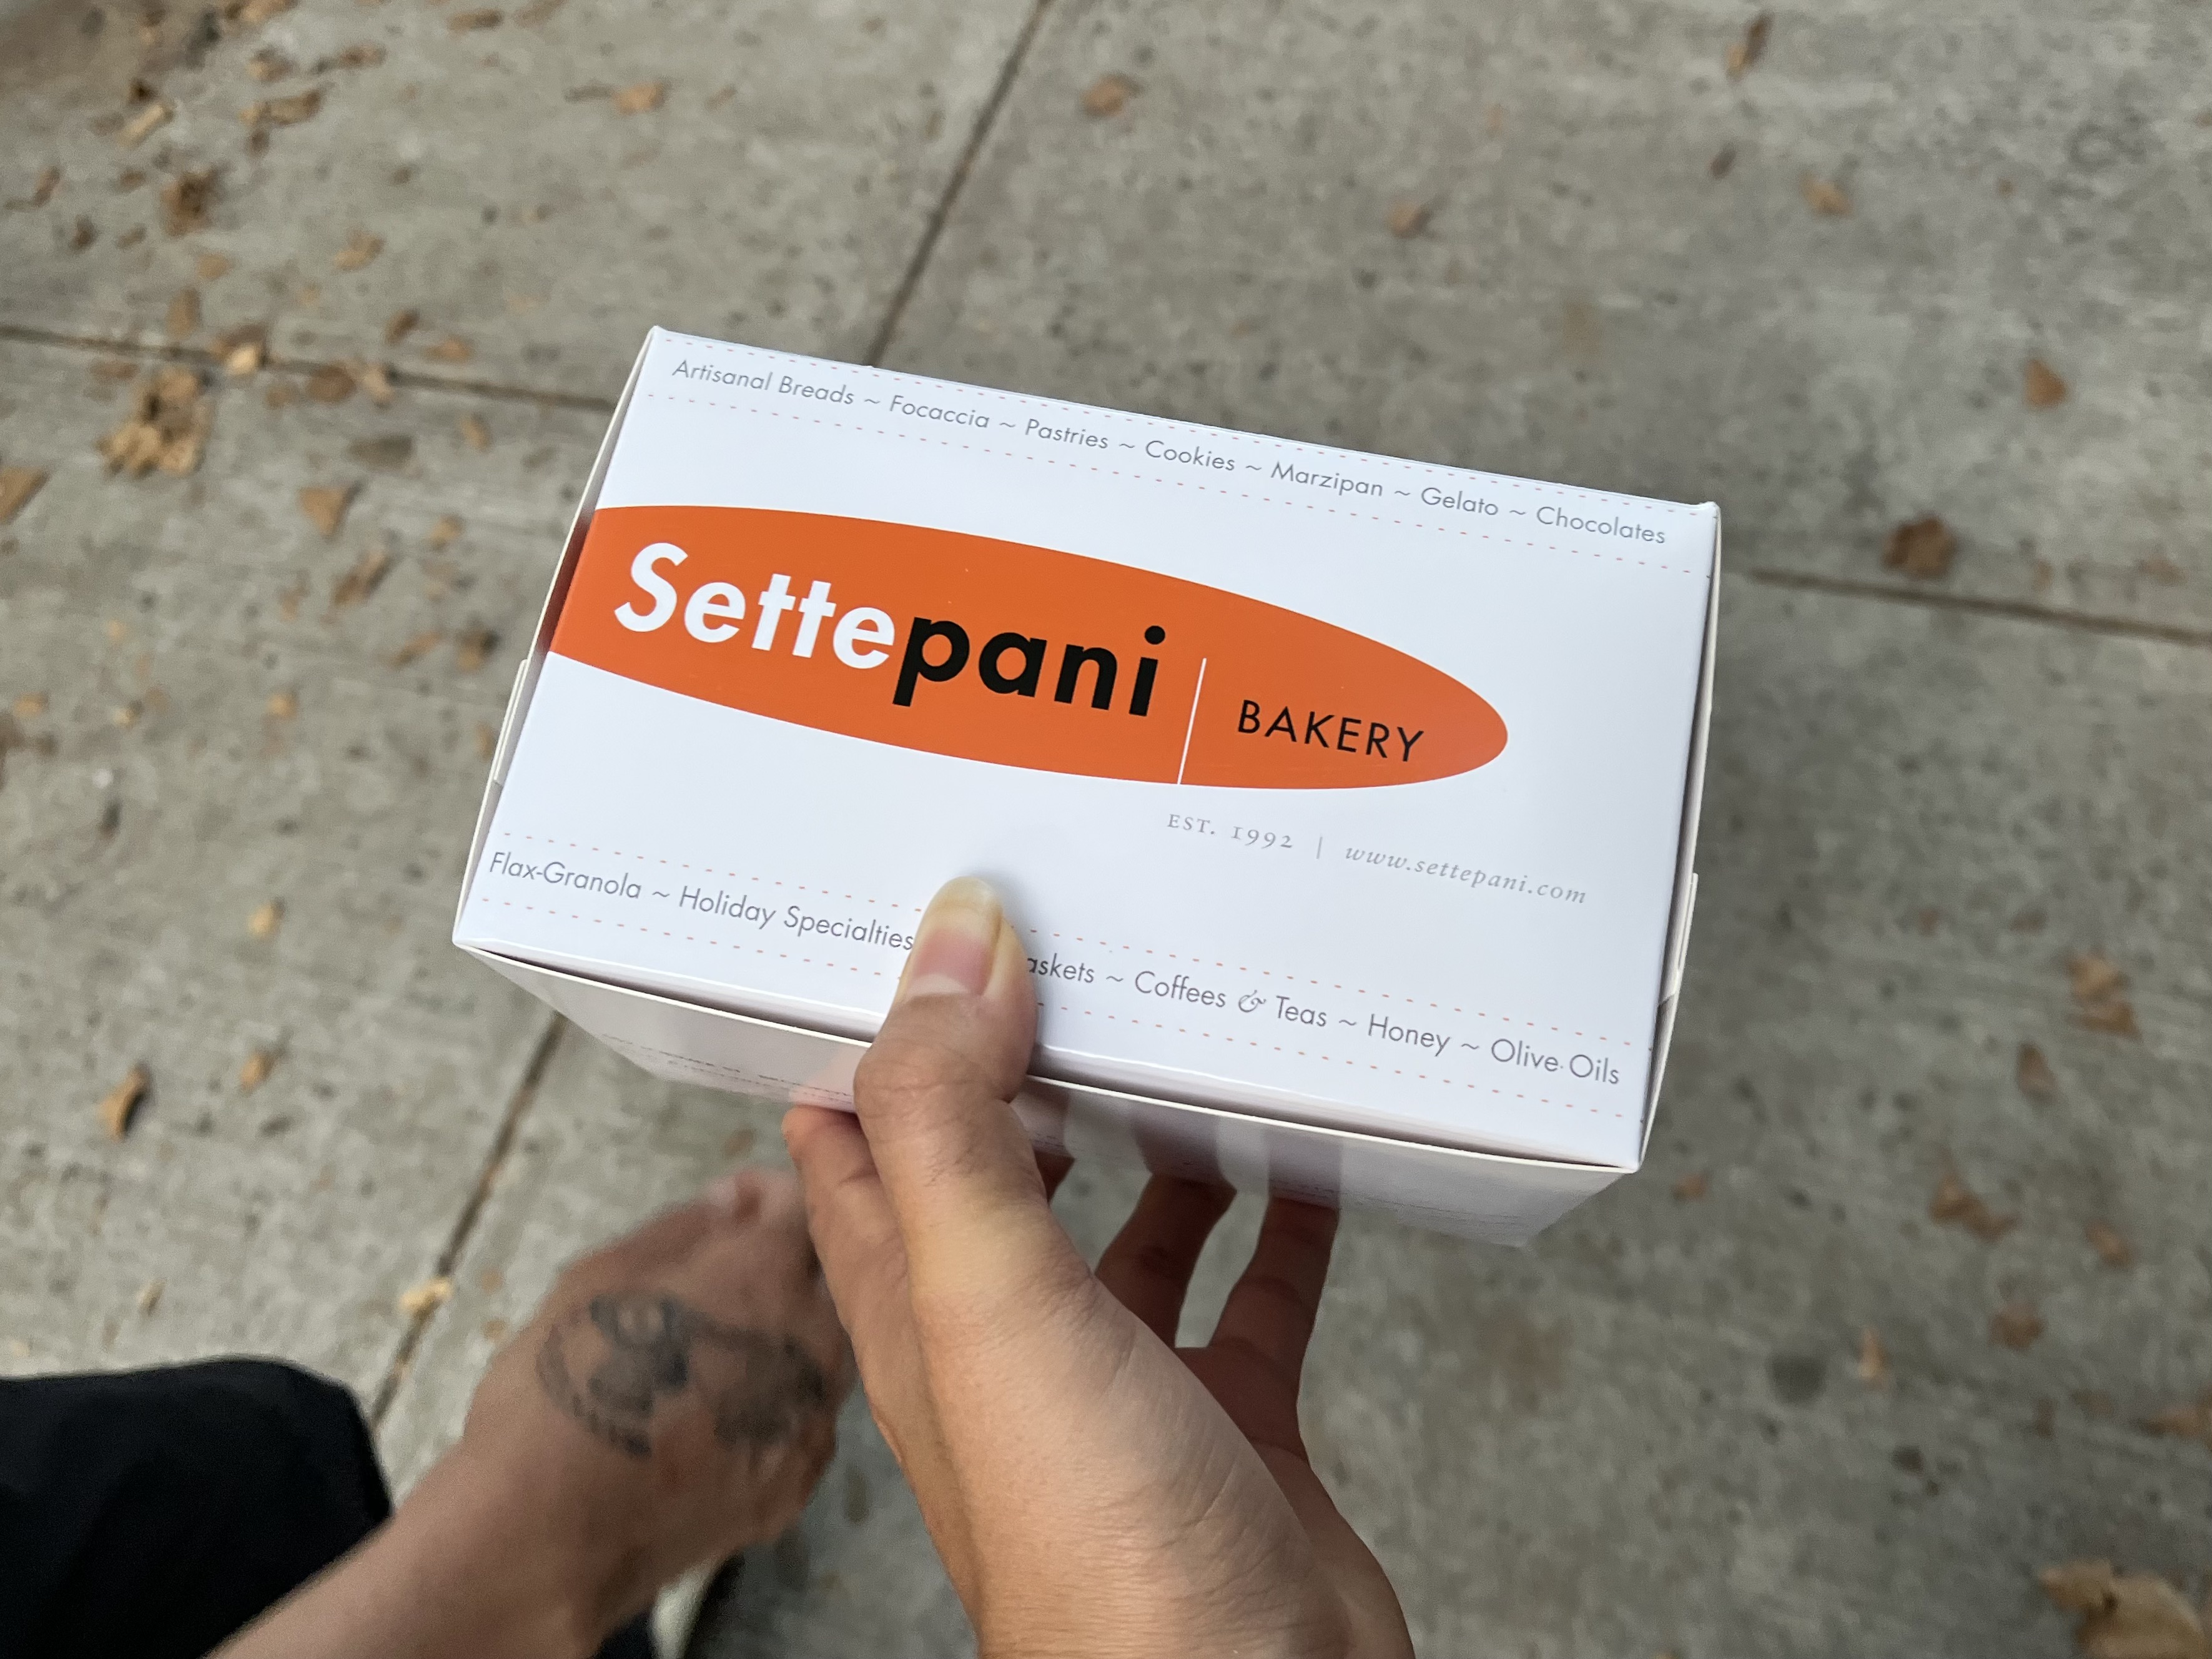 Artisanal Breads ~ Focaccia ~ Pastries ~ Cookies ~ Marzipan ~ Gelato ~ Chocolates
Settepani | BAKERY
EST. 1992 | www.settepani.com
Flax-Granola ~ Holiday Specialties askets ~ Coffees & Teas ~ Honey ~ Olive Oils